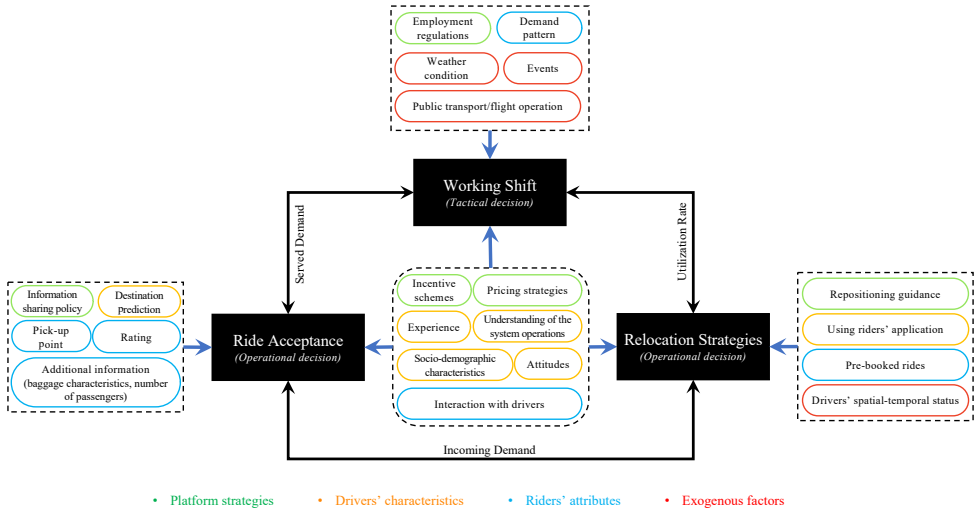 Employment
regulations
Demand
pattern
Weather
condition
Events
Public transport/flight operation
Working Shift
(Tactical decision)
Served Demand
Utilization Rate
Information
sharing policy
Destination
prediction
Pick-up
point
Rating
Additional information
(baggage characteristics, number
of passengers)
Ride Acceptance
(Operational decision)
Incentive
schemes
Pricing strategies
Experience
Understanding of the
system operations
Socio-demographic
characteristics
Attitudes
Interaction with drivers
Relocation Strategies
(Operational decision)
Repositioning guidance
Using riders' application
Pre-booked rides
Drivers' spatial-temporal status
Incoming Demand
• Platform strategies • Drivers' characteristics • Riders' attributes • Exogenous factors